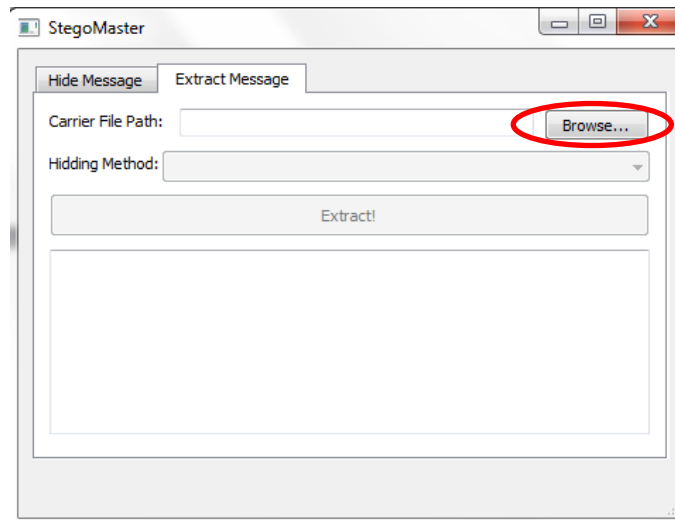 StegoMaster
Hide Message Extract Message
Carrier File Path: Browse...
Hidding Method:
Extract!